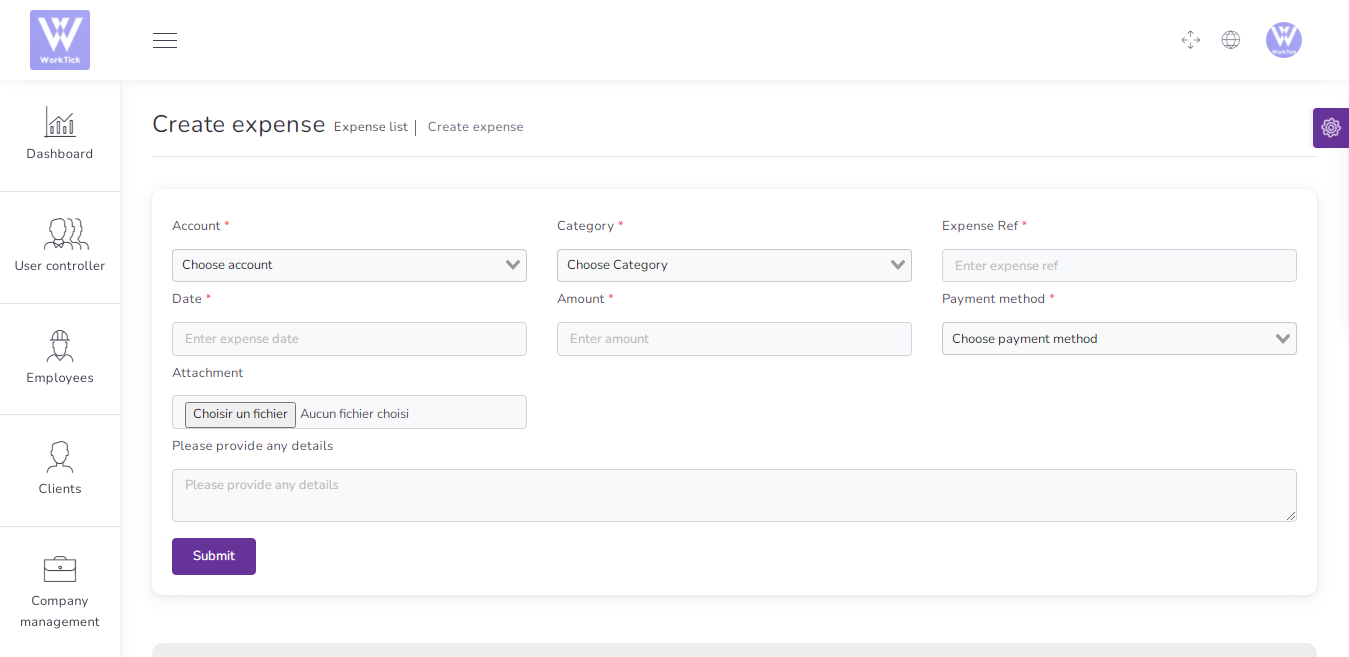 WorkTick
WorkTick
Dashboard
User controller
Employees
Clients
Company
management
Create expense Expense list | Create expense
Account * Category * Expense Ref *
Choose account Choose Category Enter expense ref
Date * Amount * Payment method *
Enter expense date Enter amount Choose payment method
Attachment
Choisir un fichier Aucun fichier choisi
Please provide any details
Please provide any details
Submit